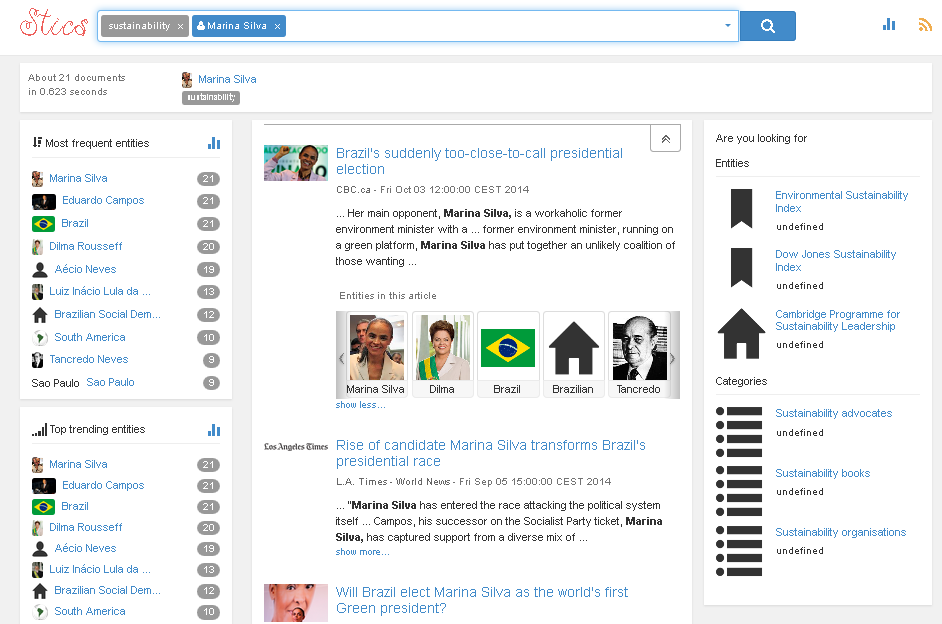 Stics
sustainability × Marina Silva ×
About 21 documents
in 0.623 seconds
Marina Silva
sustainability
Most frequent entities
Marina Silva 21
Eduardo Campos 21
Brazil 21
Dilma Rousseff 20
Aécio Neves 19
Luiz Inácio Lula da ... 13
Brazilian Social Dem... 12
South America 10
Tancredo Neves 9
Sao Paulo Sao Paulo 9
Top trending entities
Marina Silva 21
Eduardo Campos 21
Brazil 21
Dilma Rousseff 20
Aécio Neves 19
Luiz Inácio Lula da ... 13
Brazilian Social Dem... 12
South America 10
Brazil's suddenly too-close-to-call presidential
election
CBC.ca - Fri Oct 03 12:00:00 CEST 2014
... Her main opponent, Marina Silva, is a workaholic former
environment minister with a ... former environment minister, running on
a green platform, Marina Silva has put together an unlikely coalition of
those wanting ...
Entities in this article
Marina Silva Dilma Brazil Brazilian Tancredo
show less...
Los Angeles Times
Rise of candidate Marina Silva transforms Brazil's
presidential race
L.A. Times - World News - Fri Sep 05 15:00:00 CEST 2014
... "Marina Silva has entered the race attacking the political system
itself ... Campos, his successor on the Socialist Party ticket, Marina
Silva, has captured support from a diverse mix of ...
show more...
Will Brazil elect Marina Silva as the world's first
Green president?
Are you looking for
Entities
Environmental Sustainability
Index
undefined
Dow Jones Sustainability
Index
undefined
Cambridge Programme for
Sustainability Leadership
undefined
Categories
Sustainability advocates
undefined
Sustainability books
undefined
Sustainability organisations
undefined